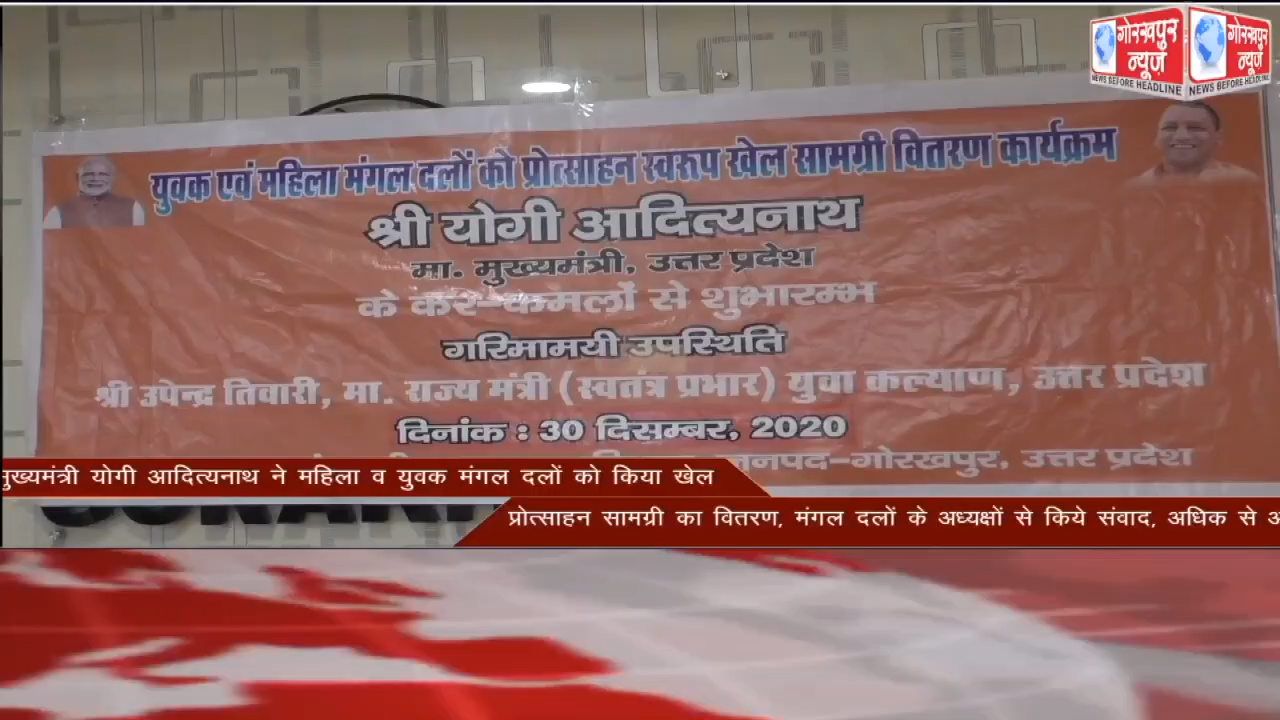 गोरखपुर
न्यूज़
NEWS BEFORE HEADLINE
गोरखपुर
न्यूज़
NEWS BEFORE HEADLINE
युवक एवं महिला मंगल दलों को प्रोत्साहन स्वरूप खेल सामग्री वितरण कार्यक्रम
श्री योगी आदित्यनाथ
मा. मुख्यमंत्री, उत्तर प्रदेश
के कर-कमलों से शुभारम्भ
गरिमामयी उपस्थिति
श्री उपेन्द्र तिवारी, मा. राज्य मंत्री (स्वतंत्र प्रभार) युवा कल्याण, उत्तर प्रदेश
दिनांक : 30 दिसम्बर, 2020
जनपद-गोरखपुर, उत्तर प्रदेश
मुख्यमंत्री योगी आदित्यनाथ ने महिला व युवक मंगल दलों को किया खेल
प्रोत्साहन सामग्री का वितरण, मंगल दलों के अध्यक्षों से किये संवाद, अधिक से